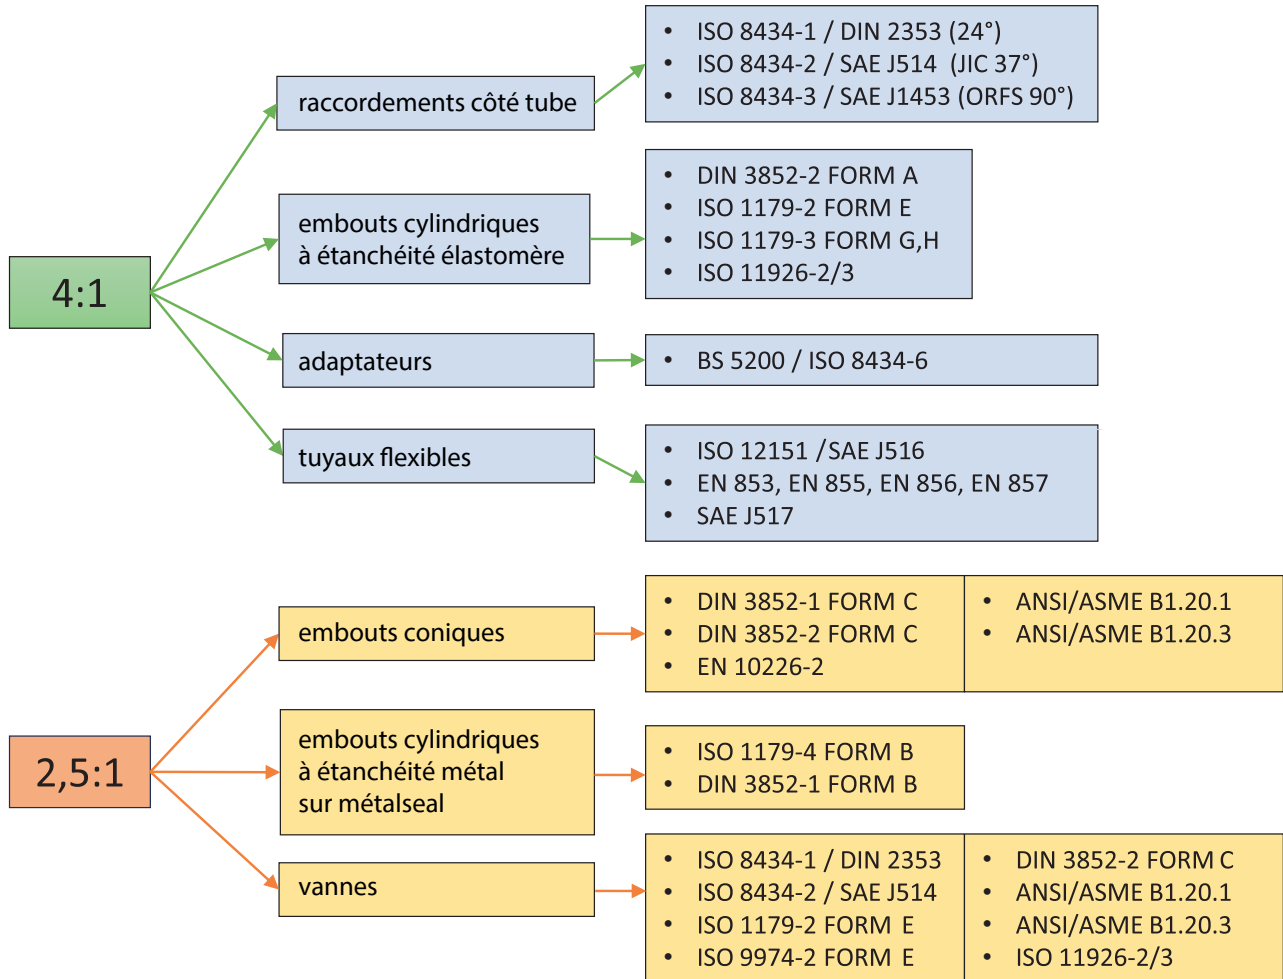 4:1
raccordements côté tube
• ISO 8434-1 / DIN 2353 (24°)
• ISO 8434-2 / SAE J514 (JIC 37°)
• ISO 8434-3 / SAE J1453 (ORFS 90°)
embouts cylindriques
à étanchéité élastomère
• DIN 3852-2 FORM A
• ISO 1179-2 FORM E
• ISO 1179-3 FORM G,H
• ISO 11926-2/3
adaptateurs
• BS 5200 / ISO 8434-6
tuyaux flexibles
• ISO 12151 /SAE J516
• EN 853, EN 855, EN 856, EN 857
• SAE J517
2,5:1
embouts coniques
• DIN 3852-1 FORM C
• DIN 3852-2 FORM C
• EN 10226-2
• ANSI/ASME B1.20.1
• ANSI/ASME B1.20.3
embouts cylindriques
à étanchéité métal
sur métalseal
• ISO 1179-4 FORM B
• DIN 3852-1 FORM B
vannes
• ISO 8434-1 / DIN 2353
• ISO 8434-2 / SAE J514
• ISO 1179-2 FORM E
• ISO 9974-2 FORM E
• DIN 3852-2 FORM C
• ANSI/ASME B1.20.1
• ANSI/ASME B1.20.3
• ISO 11926-2/3